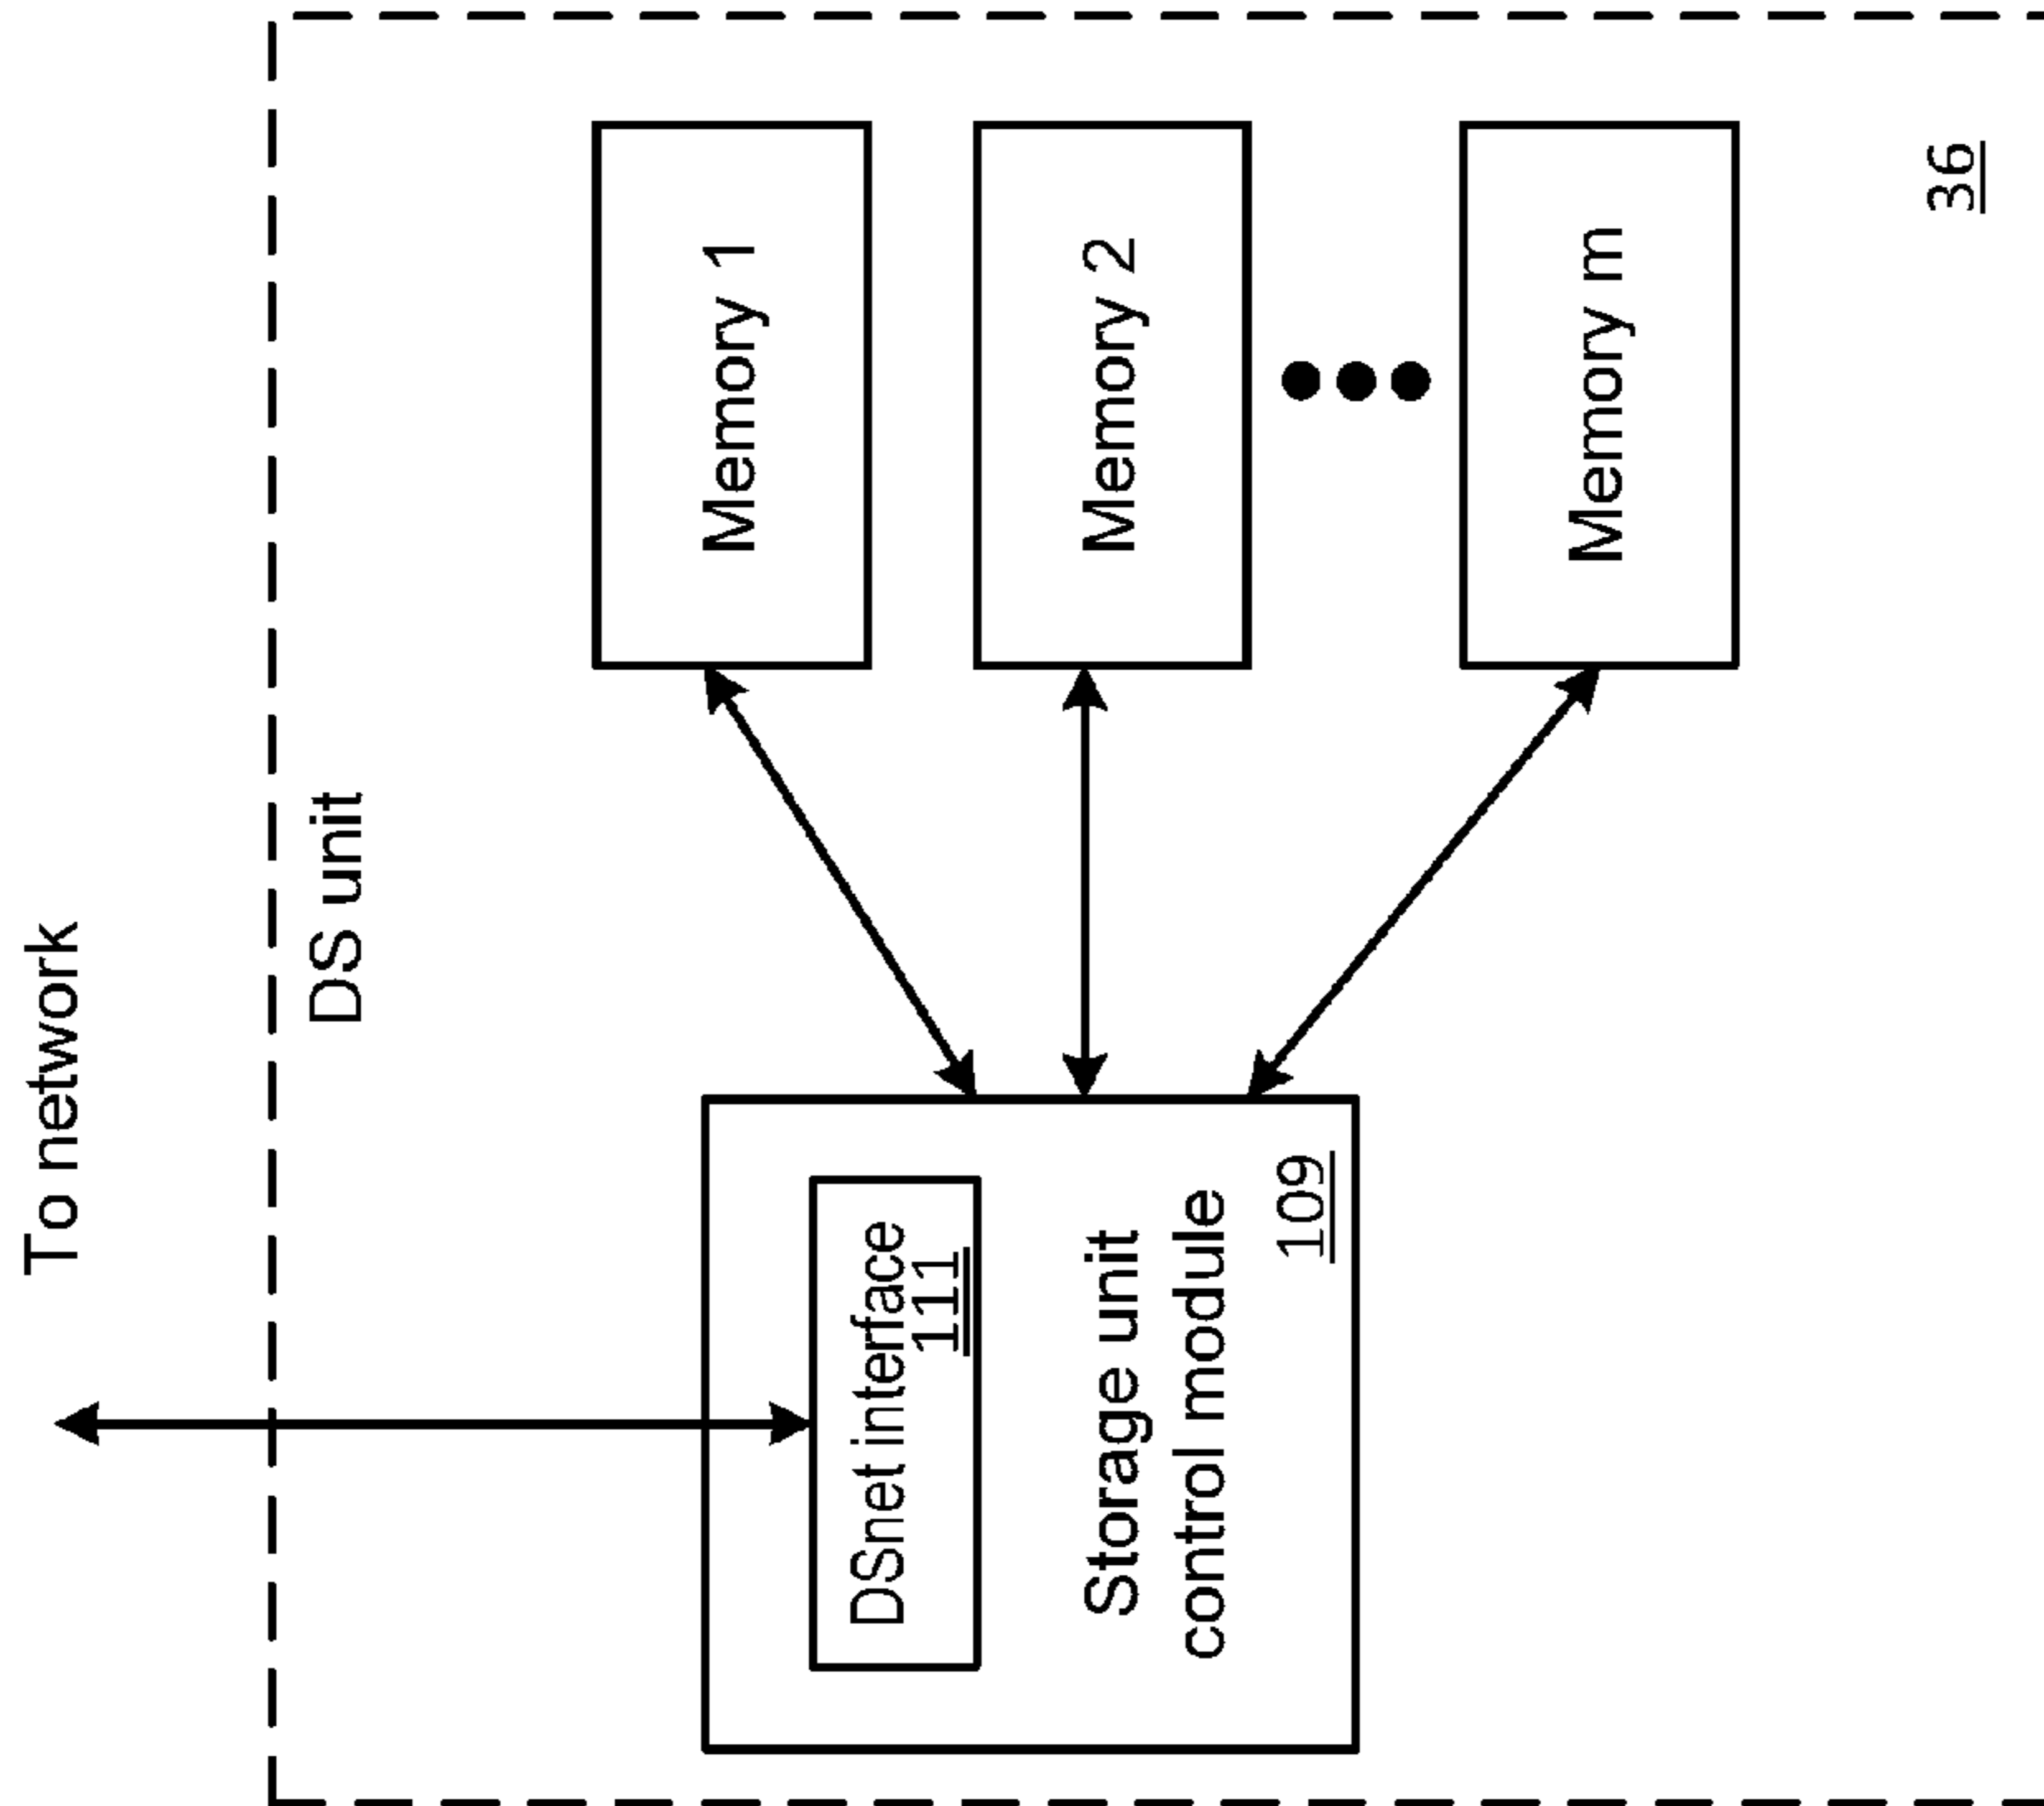 To network
DS unit
DSnet interface
111
Storage unit
control module
109
Memory 1
Memory 2
Memory m
36